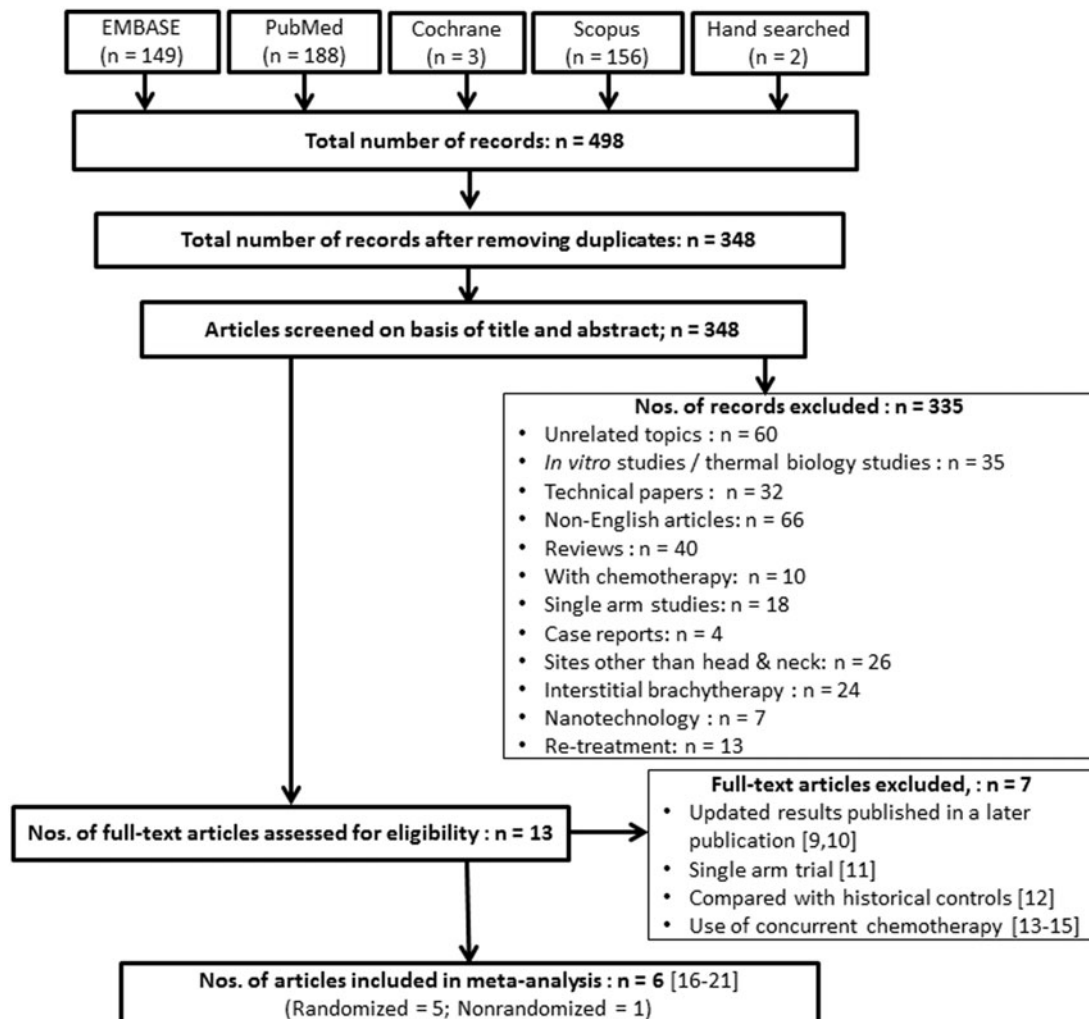 EMBASE
(n = 149)
PubMed
(n = 188)
Cochrane
(n = 3)
Scopus
(n = 156)
Hand searched
(n = 2)
Total number of records: n = 498
Total number of records after removing duplicates: n = 348
Articles screened on basis of title and abstract; n = 348
Nos. of records excluded : n = 335
• Unrelated topics : n = 60
• In vitro studies / thermal biology studies : n = 35
• Technical papers : n = 32
• Non-English articles: n = 66
• Reviews : n = 40
• With chemotherapy: n = 10
• Single arm studies: n = 18
• Case reports: n = 4
• Sites other than head & neck: n = 26
• Interstitial brachytherapy : n = 24
• Nanotechnology : n = 7
• Re-treatment: n = 13
Nos. of full-text articles assessed for eligibility : n = 13
Full-text articles excluded, : n = 7
• Updated results published in a later
publication [9,10]
• Single arm trial [11]
• Compared with historical controls [12]
• Use of concurrent chemotherapy [13-15]
Nos. of articles included in meta-analysis : n = 6 [16-21]
(Randomized = 5; Nonrandomized = 1)